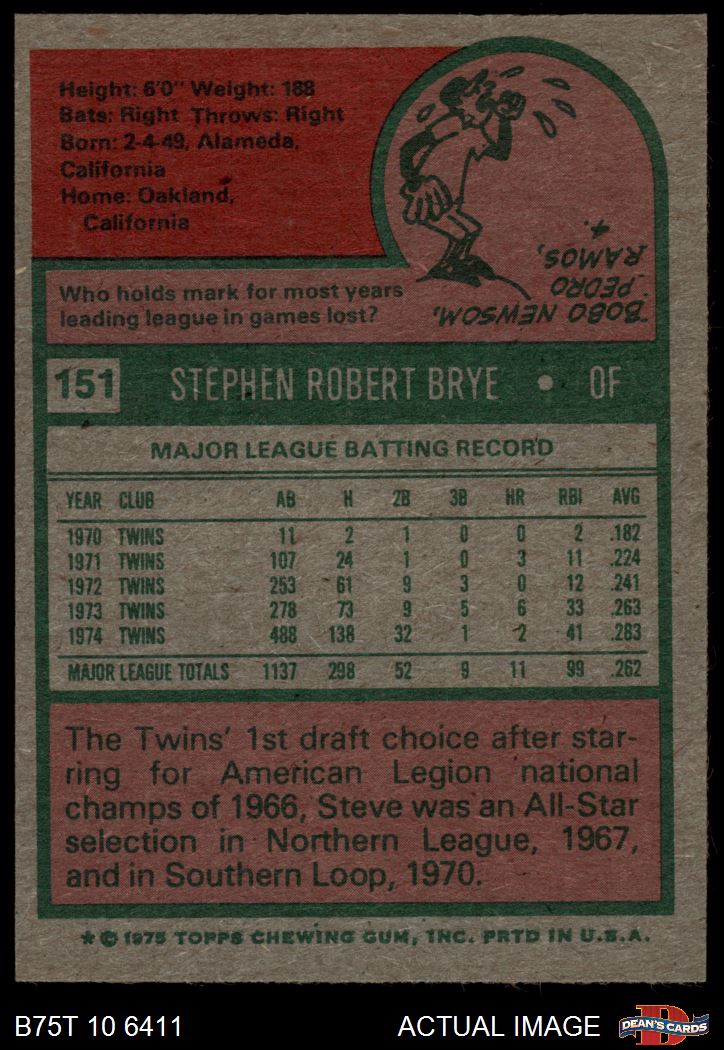 Height: 6'0" Weight: 188
Bats: Right Throws: Right
Born: 2-4-49, Alameda,
California
Home: Oakland,
California
Who holds mark for most years
leading league in games lost?
BOBO NEWSOM,
PEDRO
RAMOS,
4.
151 STEPHEN ROBERT BRYE • OF
MAJOR LEAGUE BATTING RECORD
YEAR CLUB AB H 2B 3B HR RBI AVG
1970 TWINS 11 2 1 0 0 2 .182
1971 TWINS 107 24 1 0 3 11 .224
1972 TWINS 253 61 9 3 0 12 .241
1973 TWINS 278 73 9 5 6 33 .263
1974 TWINS 488 138 32 1 2 41 .283
MAJOR LEAGUE TOTALS 1137 298 52 9 11 99 .262
The Twins' 1st draft choice after star-
ring for American Legion national
champs of 1966, Steve was an All-Star
selection in Northern League, 1967,
and in Southern Loop, 1970.
* © 1975 TOPPS CHEWING GUM, INC. PRTD IN U.S.A.
B75T 10 6411 ACTUAL IMAGE
D
DEAN'S CARDS